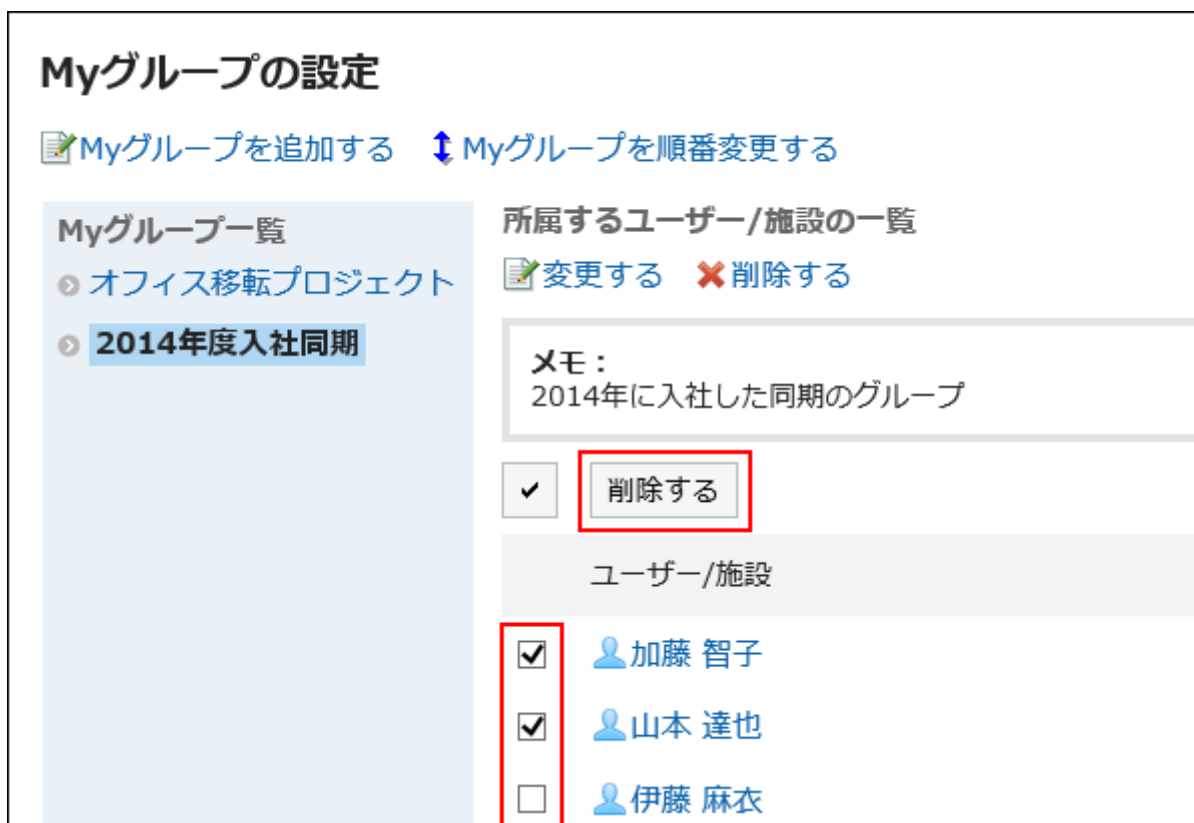 Myグループの設定
Myグループを追加する Myグループを順番変更する
Myグループ一覧
オフィス移転プロジェクト
2014年度入社同期
所属するユーザー/施設の一覧
変更する 削除する
メモ：
2014年に入社した同期のグループ
削除する
ユーザー/施設
加藤 智子
山本 達也
伊藤 麻衣